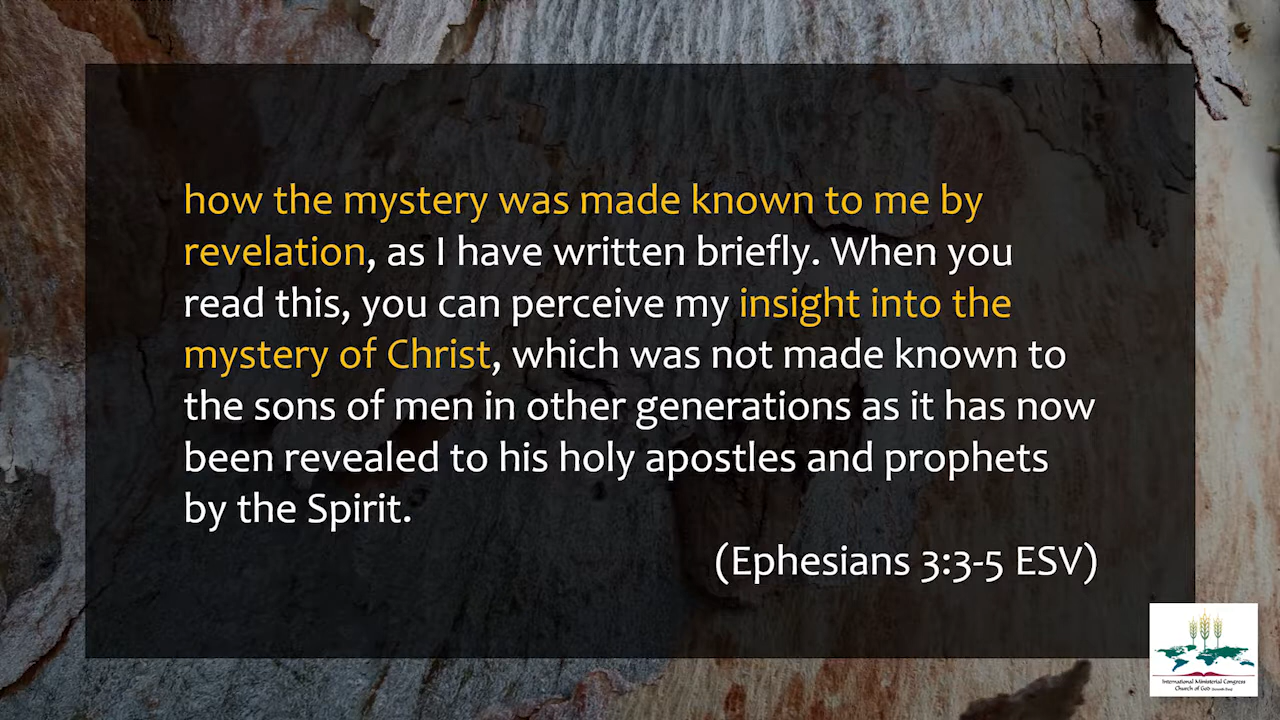 how the mystery was made known to me by
revelation, as I have written briefly. When you
read this, you can perceive my insight into the
mystery of Christ, which was not made known to
the sons of men in other generations as it has now
been revealed to his holy apostles and prophets
by the Spirit.
(Ephesians 3:3-5 ESV)
International Ministerial Congress
Church of God (Seventh Day)